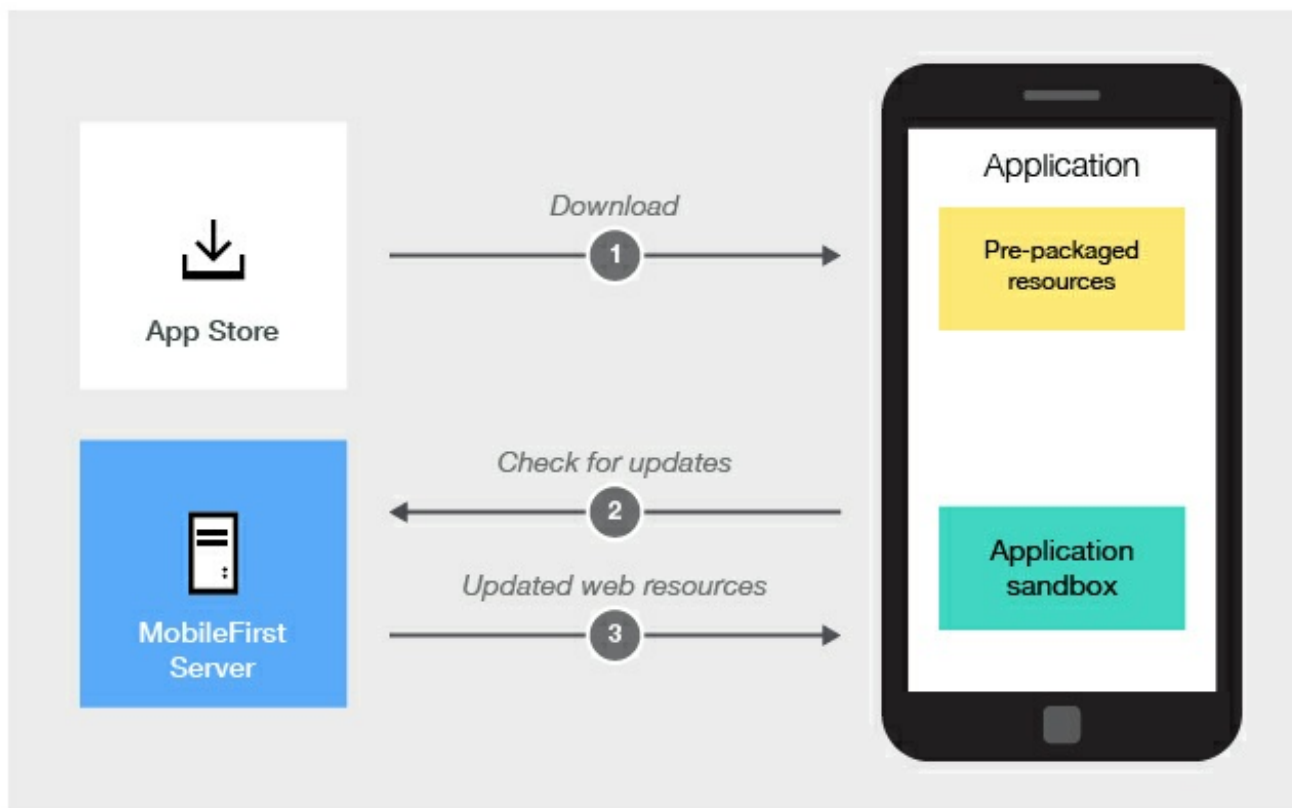 App Store
MobileFirst
Server
Download
1
Check for updates
2
Updated web resources
3
Application
Pre-packaged
resources
Application
sandbox